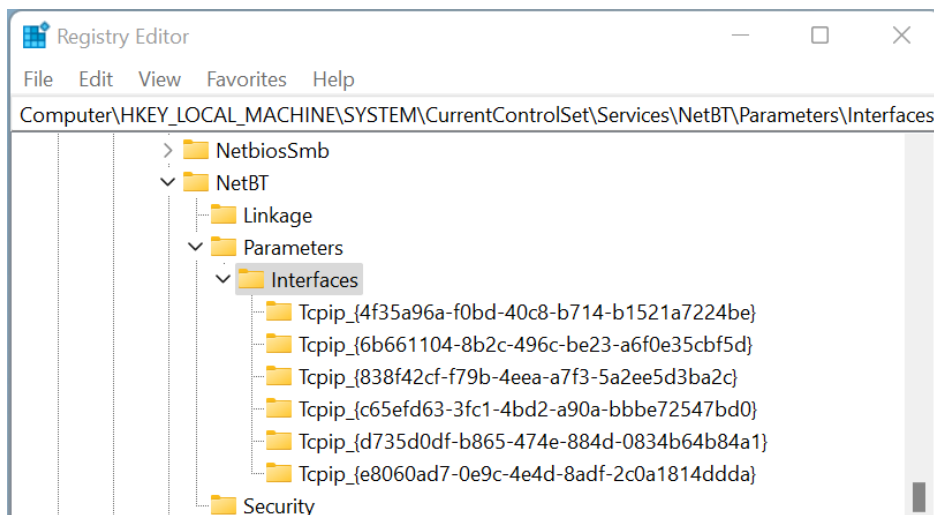 Registry Editor
File Edit View Favorites Help
Computer\HKEY_LOCAL_MACHINE\SYSTEM\CurrentControlSet\Services\NetBT\Parameters\Interfaces
NetbiosSmb
NetBT
Linkage
Parameters
Interfaces
Tcpip_{4f35a96a-f0bd-40c8-b714-b1521a7224be}
Tcpip_{6b661104-8b2c-496c-be23-a6f0e35cbf5d}
Tcpip_{838f42cf-f79b-4eea-a7f3-5a2ee5d3ba2c}
Tcpip_{c65efd63-3fc1-4bd2-a90a-bbbe72547bd0}
Tcpip_{d735d0df-b865-474e-884d-0834b64b84a1}
Tcpip_{e8060ad7-0e9c-4e4d-8adf-2c0a1814ddda}
Security